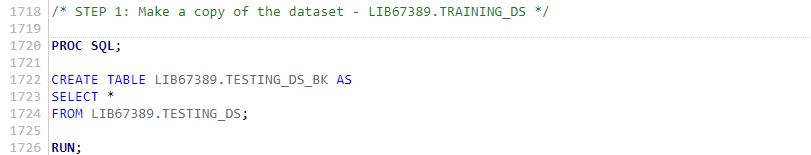 1718 /* STEP 1: Make a copy of the dataset - LIB67389.TRAINING_DS */
1719
1720 PROC SQL;
1721
1722 CREATE TABLE LIB67389.TESTING_DS_BK AS
1723 SELECT *
1724 FROM LIB67389.TESTING_DS;
1725
1726 RUN;